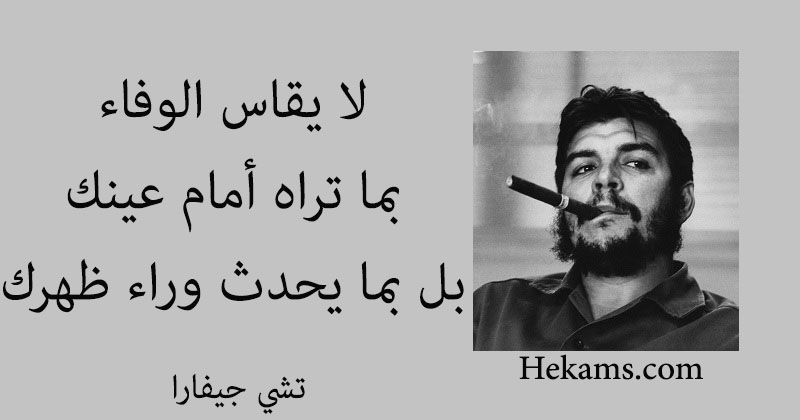 لا يقاس الوفاء
بما تراه أمام عينك
بل بما يحدث وراء ظهرك
تشي جيفارا
Hekams.com